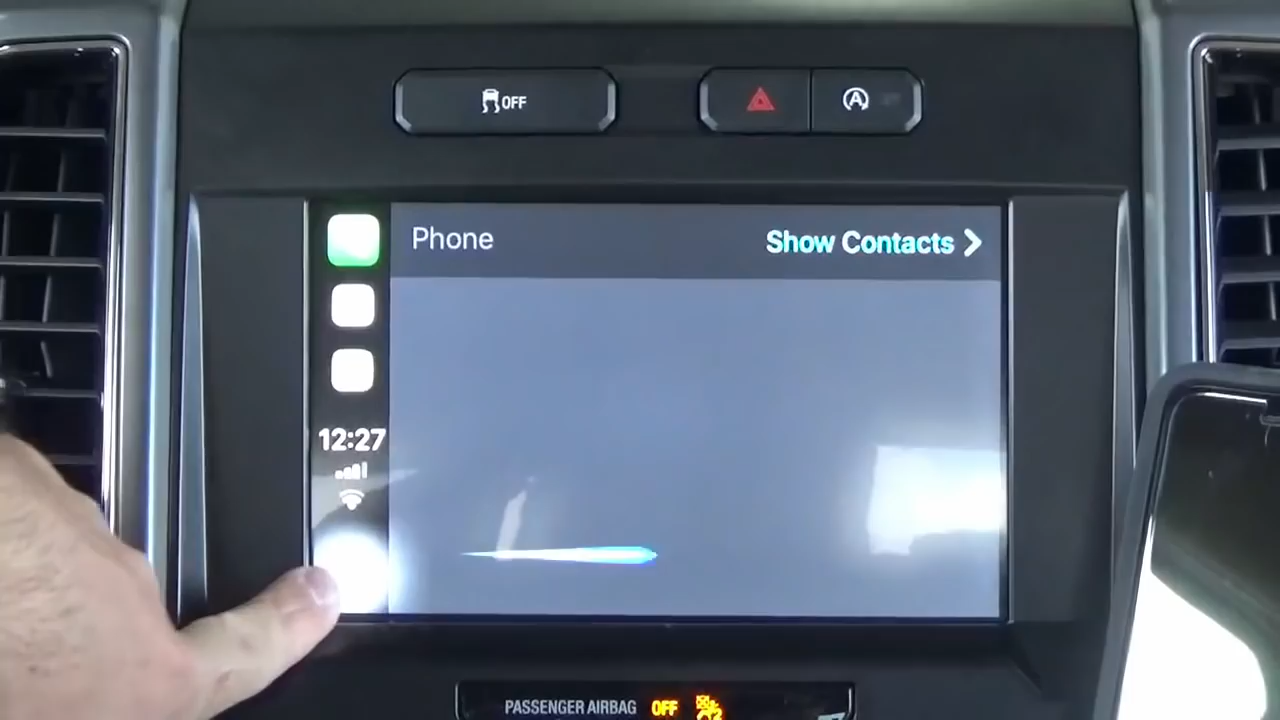 OFF
A
Phone
Show Contacts
12:27
PASSENGER AIRBAG OFF